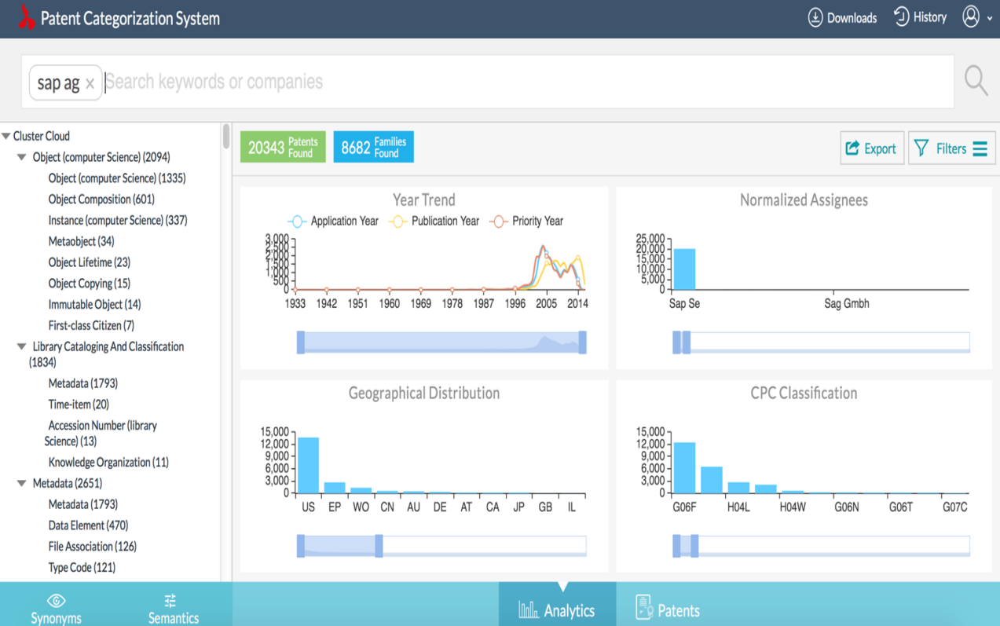 Patent Categorization System
Downloads
History
sap ag ×
Search keywords or companies
Cluster Cloud
Object (computer Science) (2094)
Object (computer Science) (1335)
Object Composition (601)
Instance (computer Science) (337)
Metaobject (34)
Object Lifetime (23)
Object Copying (15)
Immutable Object (14)
First-class Citizen (7)
Library Cataloging And Classification
(1834)
Metadata (1793)
Time-item (20)
Accession Number (library
Science) (13)
Knowledge Organization (11)
Metadata (2651)
Metadata (1793)
Data Element (470)
File Association (126)
Type Code (121)
Synonyms
Semantics
20343 Patents Found
8682 Families Found
Export
Filters
Year Trend
Application Year Publication Year Priority Year
3,000
2,500
2,000
1,500
1,000
500
0
1933 1942 1951 1960 1969 1978 1987 1996 2005 2014
Normalized Assignees
25,000
20,000
15,000
10,000
5,000
0
Sap Se Sag Gmbh
Geographical Distribution
15,000
12,000
9,000
6,000
3,000
0
US EP WO CN AU DE AT CA JP GB IL
CPC Classification
15,000
12,000
9,000
6,000
3,000
0
G06F H04L H04W G06N G06T G07C
Analytics
Patents